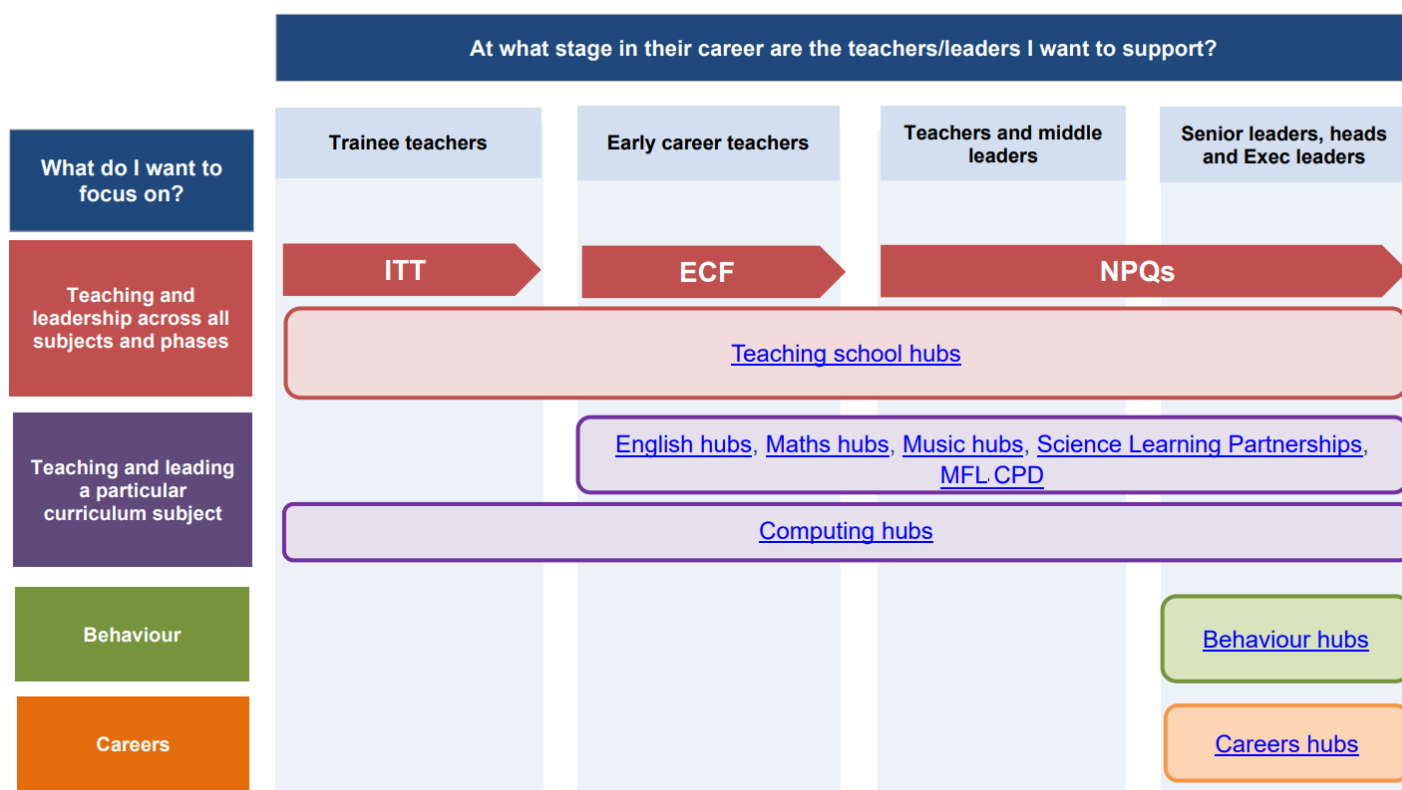 At what stage in their career are the teachers/leaders I want to support?
What do I want to
focus on?
Trainee teachers
Early career teachers
Teachers and middle
leaders
Senior leaders, heads
and Exec leaders
Teaching and
leadership across all
subjects and phases
ITT
ECF
NPQs
Teaching school hubs
Teaching and leading
a particular
curriculum subject
English hubs, Maths hubs, Music hubs, Science Learning Partnerships,
MFL CPD
Computing hubs
Behaviour
Behaviour hubs
Careers
Careers hubs